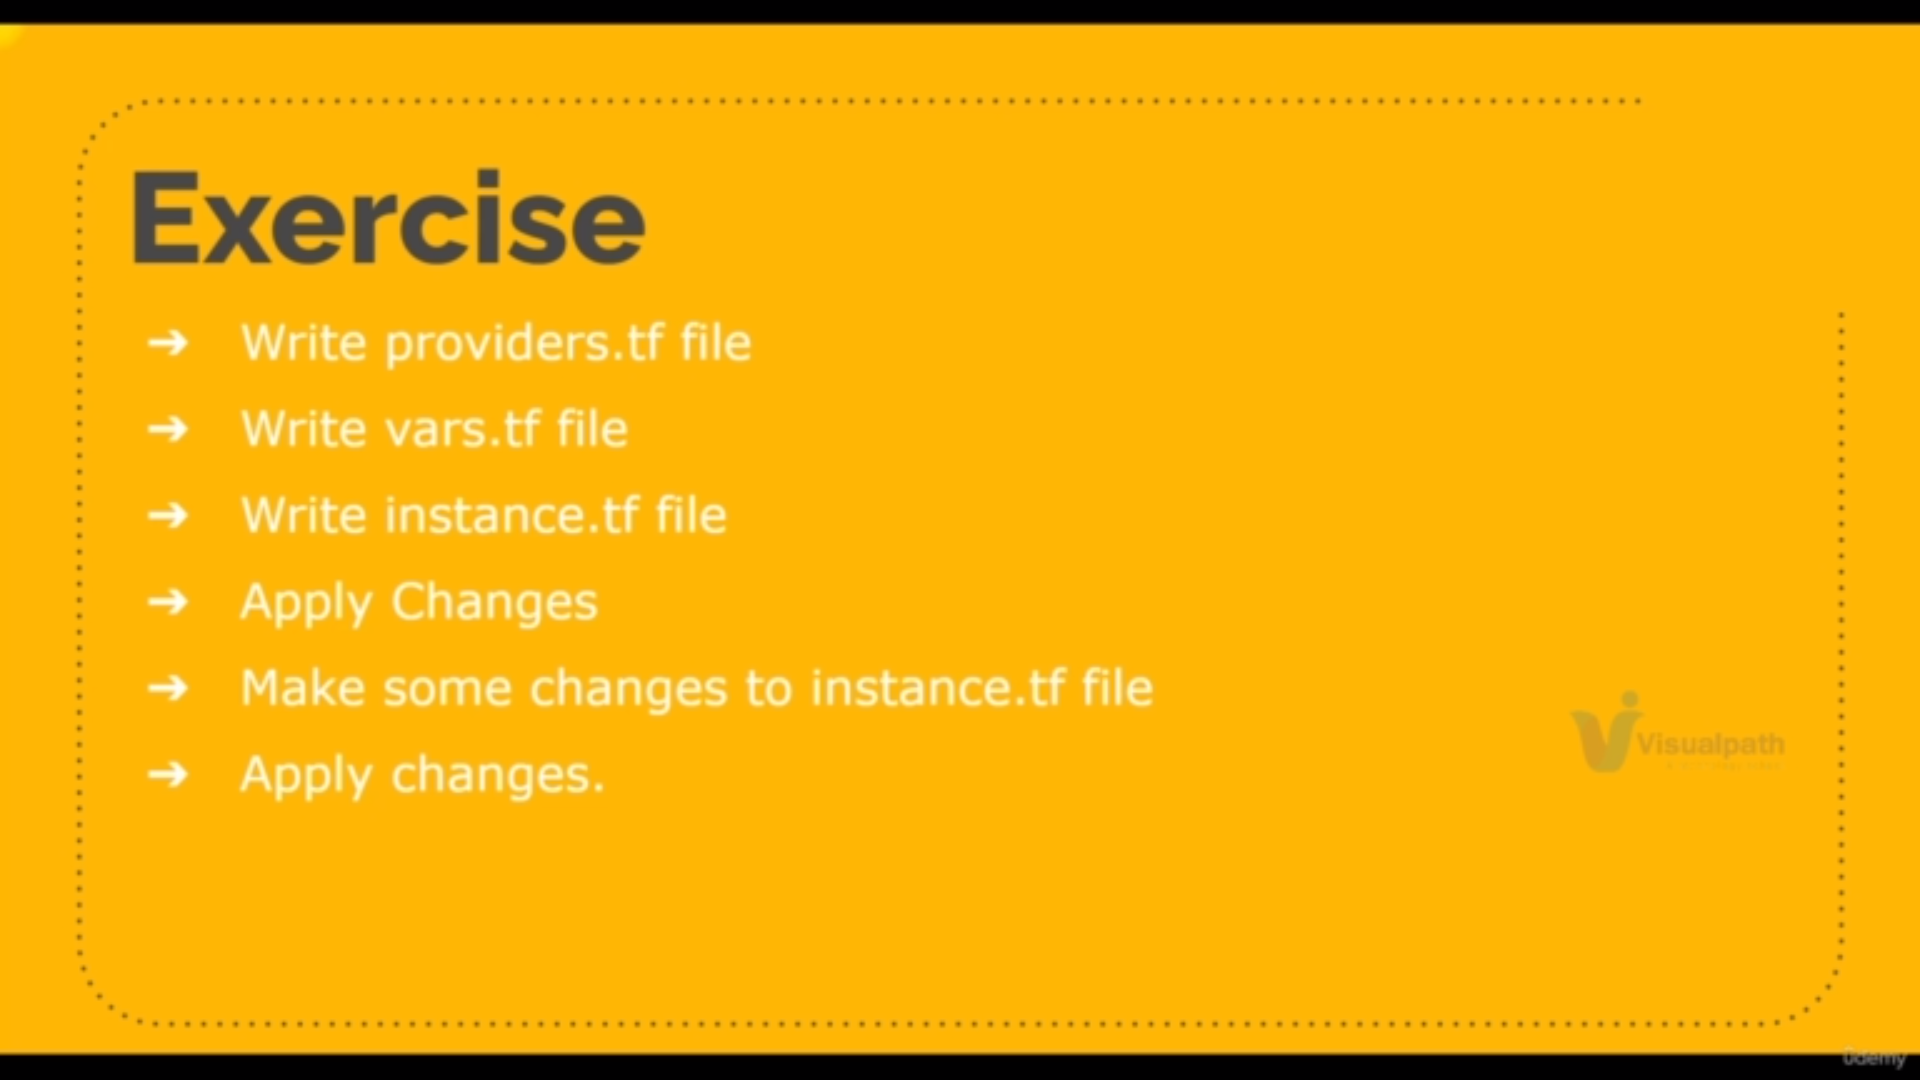 Exercise
➔ Write providers.tf file
➔ Write vars.tf file
➔ Write instance.tf file
➔ Apply Changes
➔ Make some changes to instance.tf file
➔ Apply changes.
Visualpath
ûdemy